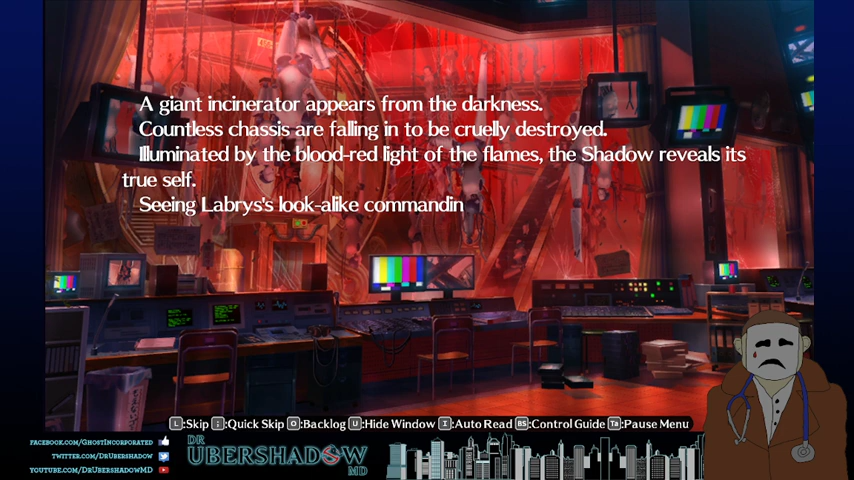 A giant incinerator appears from the darkness.
Countless chassis are falling in to be cruelly destroyed.
Illuminated by the blood-red light of the flames, the Shadow reveals its
true self.
Seeing Labrys's look-alike commandin
L:Skip ;:Quick Skip O:Backlog U:Hide Window I:Auto Read BS:Control Guide Ta:Pause Menu
facebook.com/GhostIncorporated
twitter.com/DrUbershadow
youtube.com/DrUbershadowMD
DR
UBERSHADOW
MD